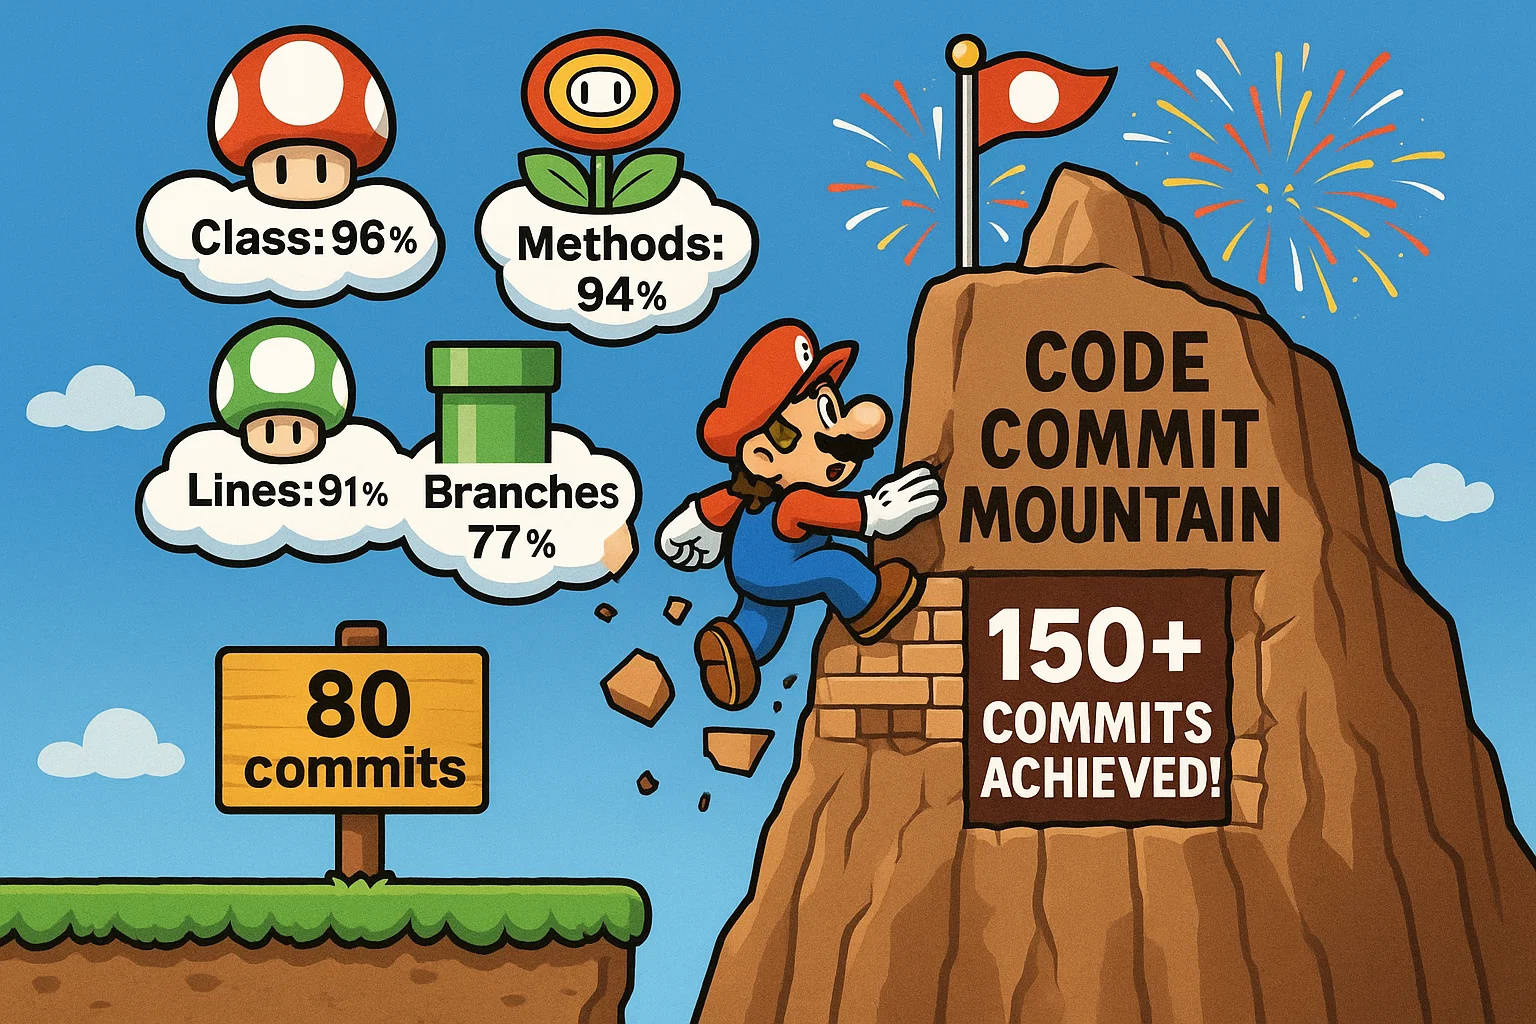 Class: 96%
Methods:
94%
Lines: 91%
Branches
77%
80
commits
CODE
COMMIT
MOUNTAIN
150+
COMMITS
ACHIEVED!